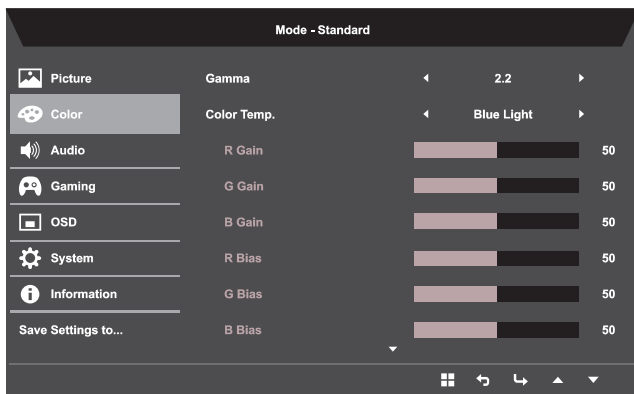 Mode - Standard
Picture Gamma 2.2
Color Color Temp. Blue Light
Audio R Gain 50
Gaming G Gain 50
OSD B Gain 50
System R Bias 50
Information G Bias 50
Save Settings to... B Bias 50